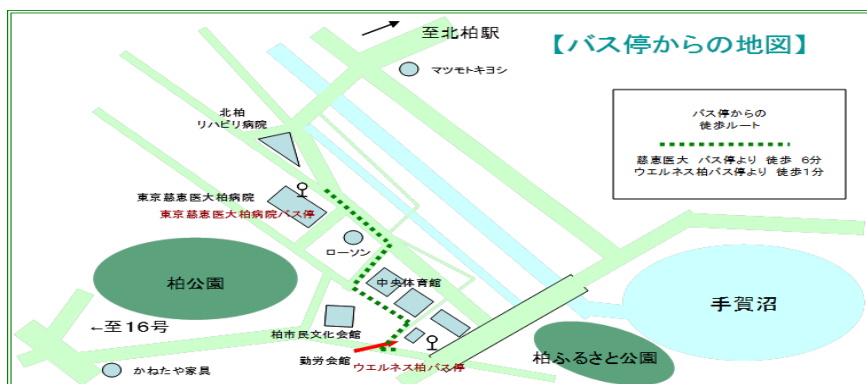 至北柏駅
【バス停からの地図】
マツモトキヨシ
バス停からの
徒歩ルート
慈恵医大 バス停より 徒歩 6分
ウエルネス柏バス停より 徒歩1分
北柏
リハビリ病院
東京慈恵医大柏病院
東京慈恵医大柏病院バス停
ローソン
中央体育館
柏公園
手賀沼
←至16号
柏市民文化会館
柏ふるさと公園
勤労会館
ウエルネス柏バス停
かねたや家具